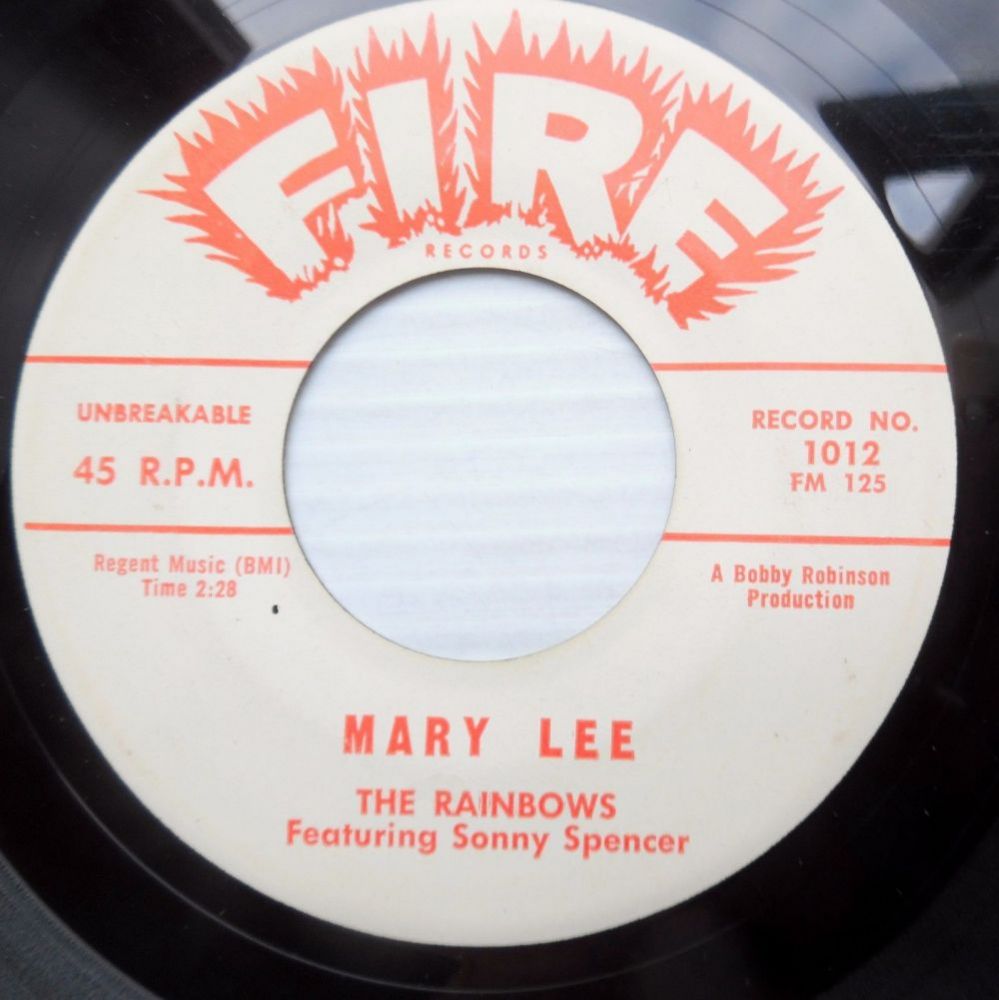 FIRE
RECORDS
UNBREAKABLE
45 R.P.M.
RECORD NO.
1012
FM 125
Regent Music (BMI)
Time 2:28
A Bobby Robinson
Production
MARY LEE
THE RAINBOWS
Featuring Sonny Spencer